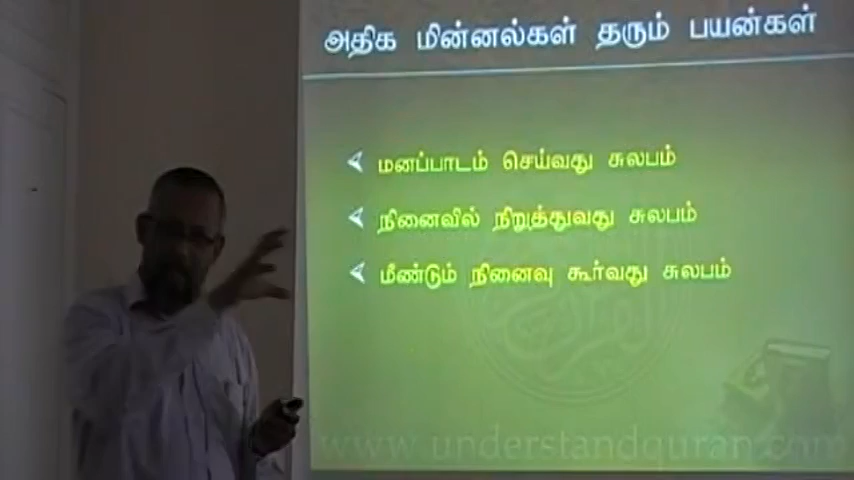 அதிக மின்னல்கள் தரும் பயன்கள்
மனப்பாடம் செய்வது சுலபம்
நினைவில் நிறுத்துவது சுலபம்
மீண்டும் நினைவு கூர்வது சுலபம்
www.understandquran.com